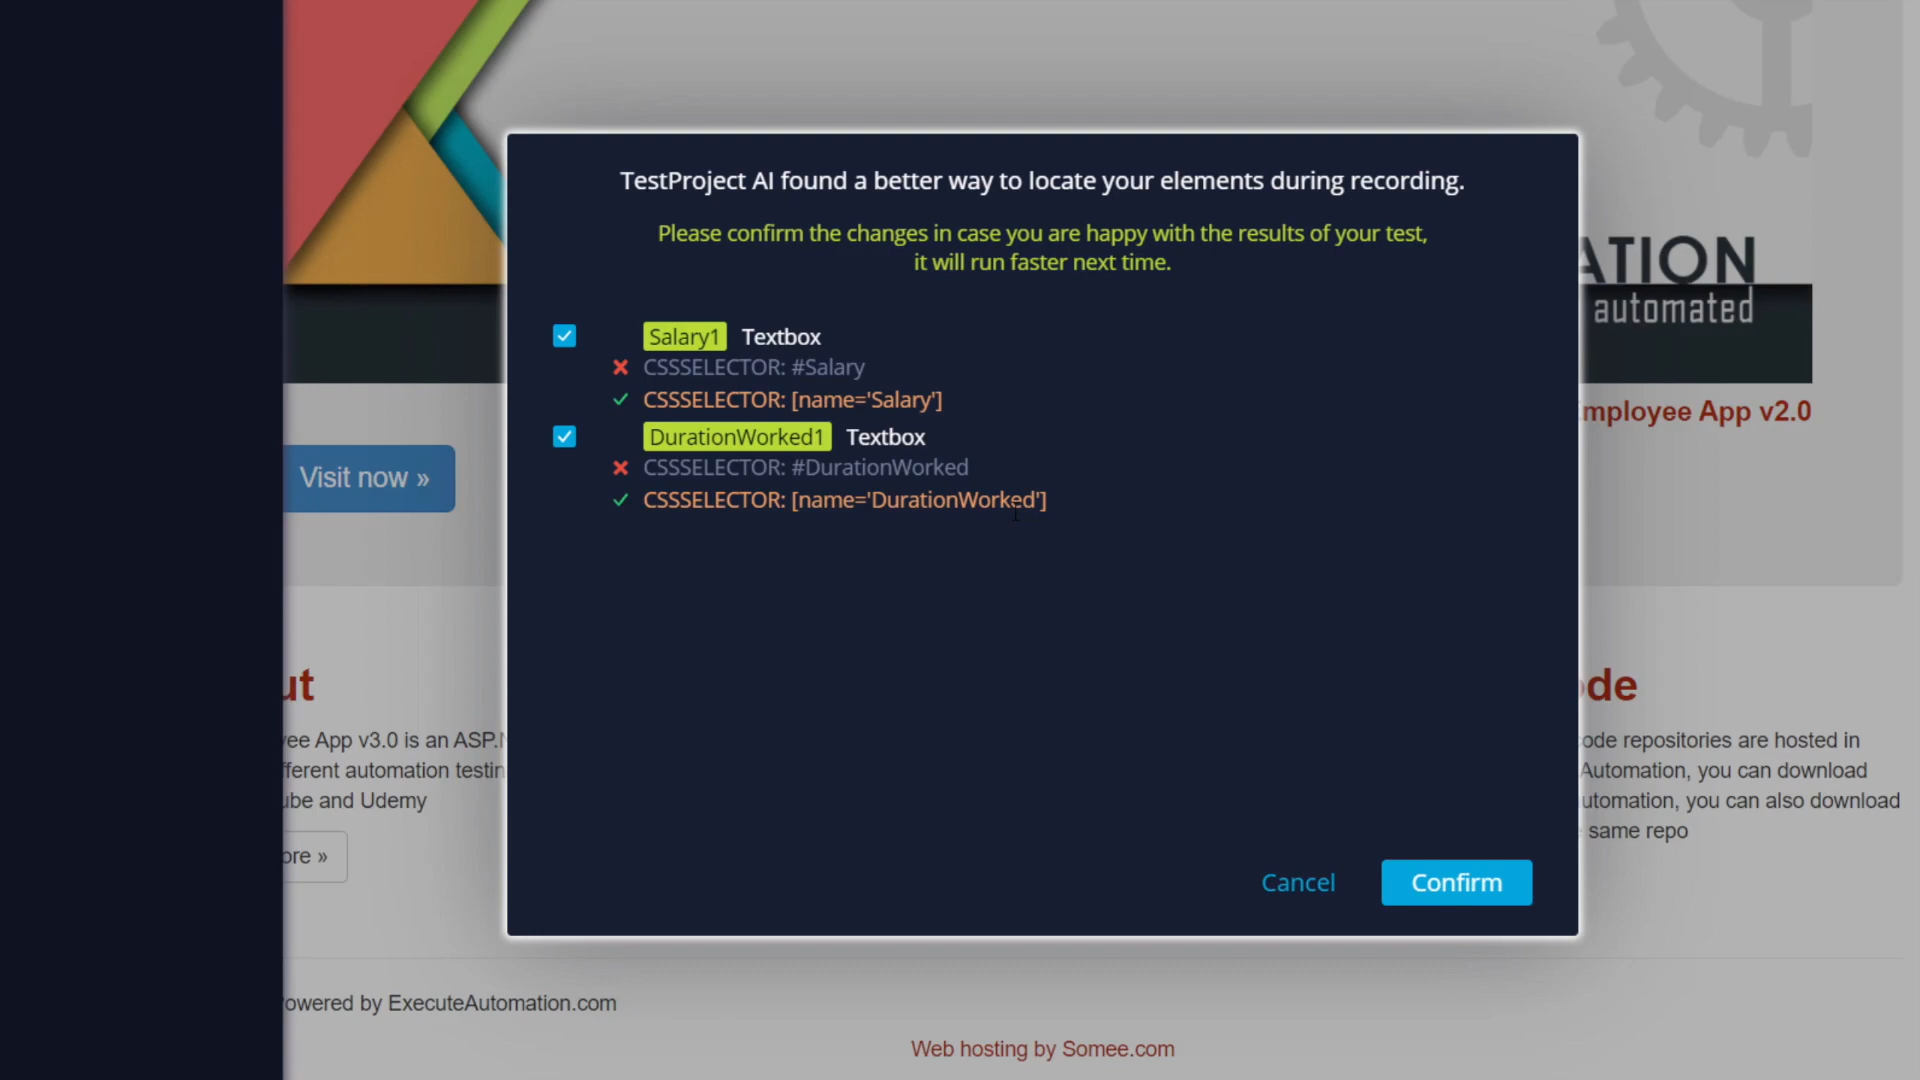 TestProject AI found a better way to locate your elements during recording.
Please confirm the changes in case you are happy with the results of your test,
it will run faster next time.
Salary1 Textbox
CSSSELECTOR: #Salary
CSSSELECTOR: [name='Salary']
DurationWorked1 Textbox
CSSSELECTOR: #DurationWorked
CSSSELECTOR: [name='DurationWorked']
Cancel
Confirm
ATION
automated
mployee App v2.0
Visit now »
ut
yee App v3.0 is an ASP.N
fferent automation testin
ube and Udemy
ore »
ode
code repositories are hosted in
Automation, you can download
utomation, you can also download
same repo
owered by ExecuteAutomation.com
Web hosting by Somee.com